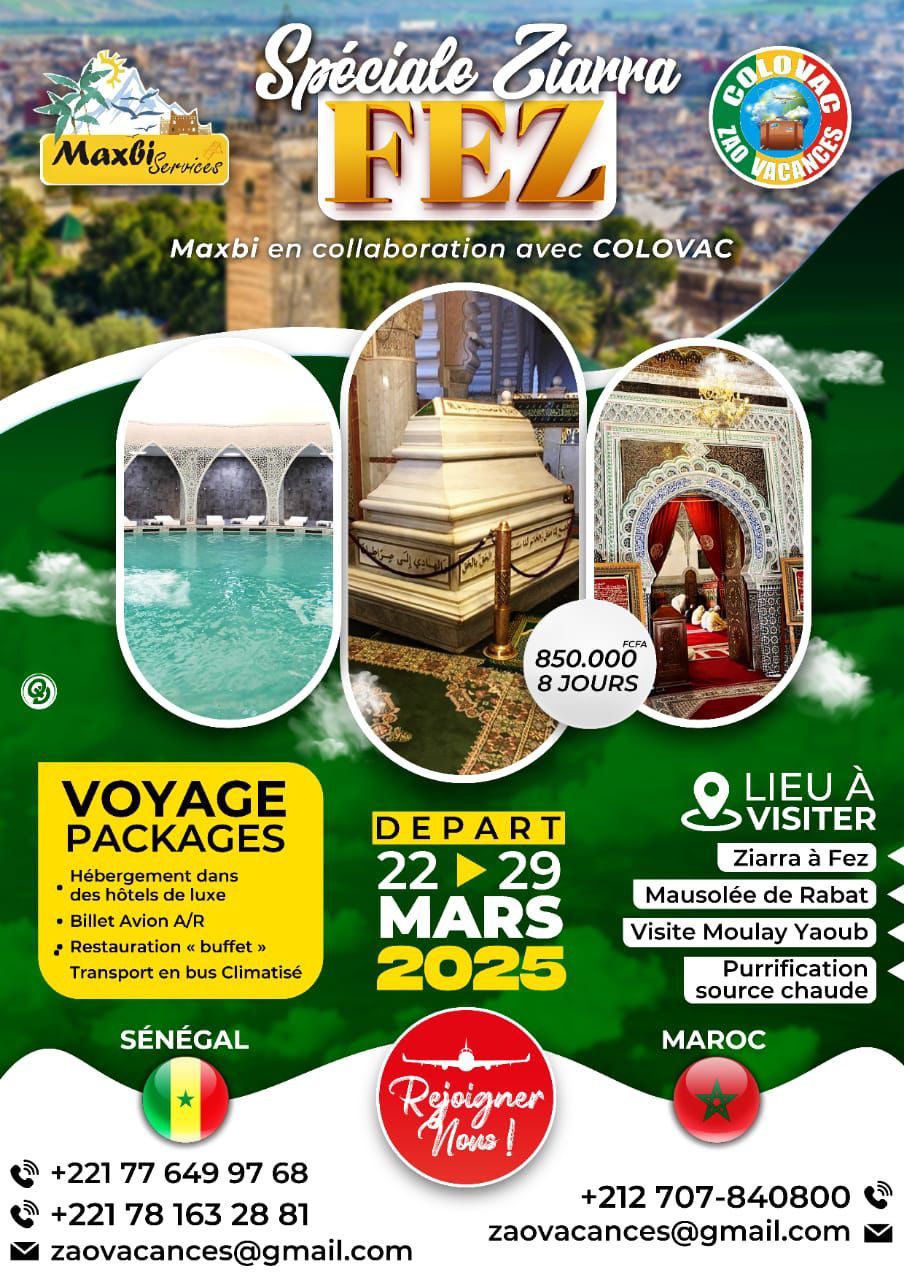 Spéciale Ziarra
FEZ
Maxbi Services
COLOVAC
ZAO VACANCES
Maxbi en collaboration avec COLOVAC
الهادي إلى صراط
FCFA
850.000
8 JOURS
VOYAGE
PACKAGES
• Hébergement dans
des hôtels de luxe
• Billet Avion A/R
• Restauration « buffet »
Transport en bus Climatisé
DEPART
22 29
MARS
2025
LIEU À
VISITER
Ziarra à Fez
Mausolée de Rabat
Visite Moulay Yaoub
Purrification
source chaude
SÉNÉGAL
MAROC
Rejoigner
Nous !
+221 77 649 97 68
+221 78 163 28 81
zaovacances@gmail.com
+212 707-840800
zaovacances@gmail.com